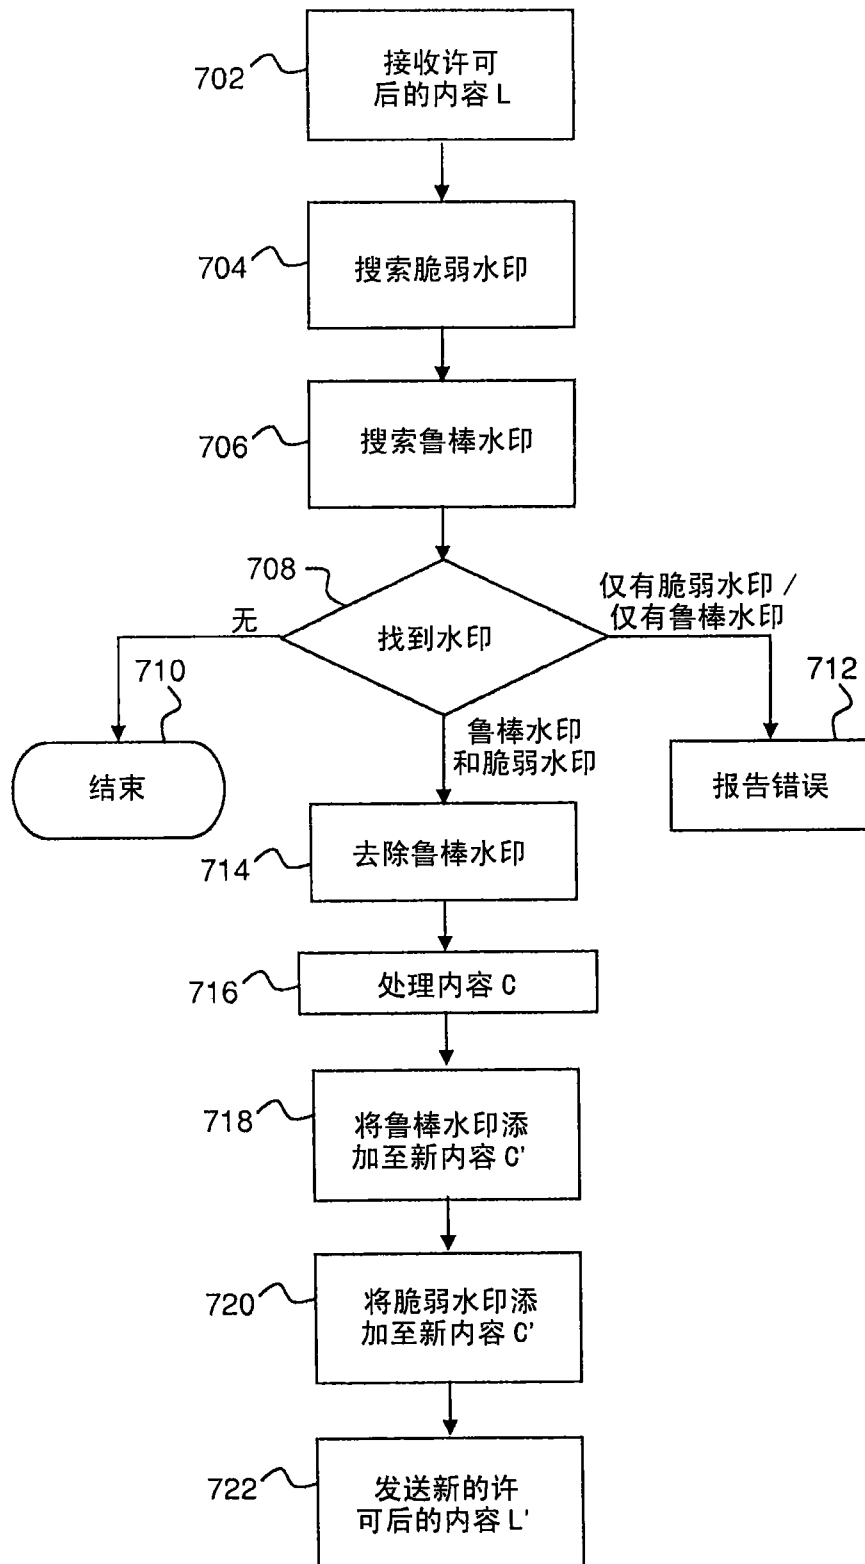 702
接收许可
后的内容 L
704
搜索脆弱水印
706
搜索鲁棒水印
708
无
找到水印
仅有脆弱水印 /
仅有鲁棒水印
710
712
结束
鲁棒水印
和脆弱水印
报告错误
714
去除鲁棒水印
716
处理内容 C
718
将鲁棒水印添
加至新内容 C'
720
将脆弱水印添
加至新内容 C'
722
发送新的许
可后的内容 L'